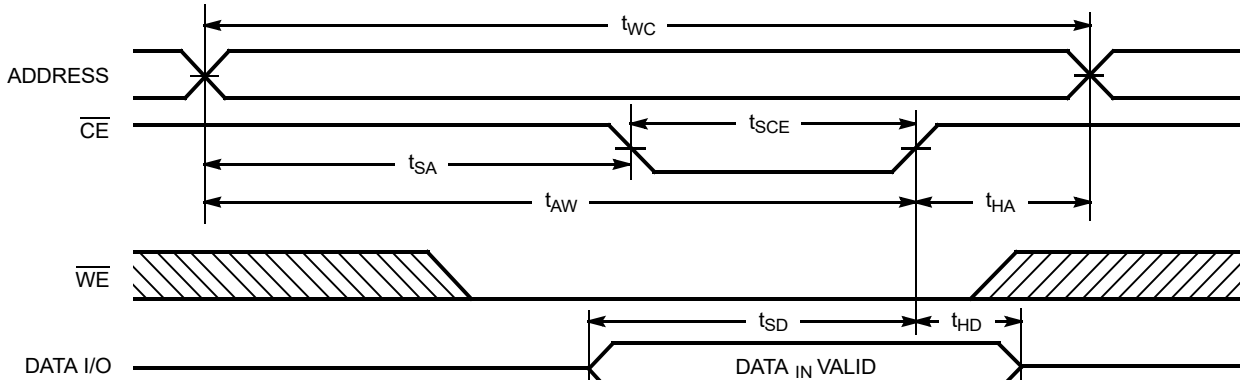 tWC
ADDRESS
CE
tSCE
tSA
tAW
tHA
WE
tSD
tHD
DATA I/O
DATA IN VALID